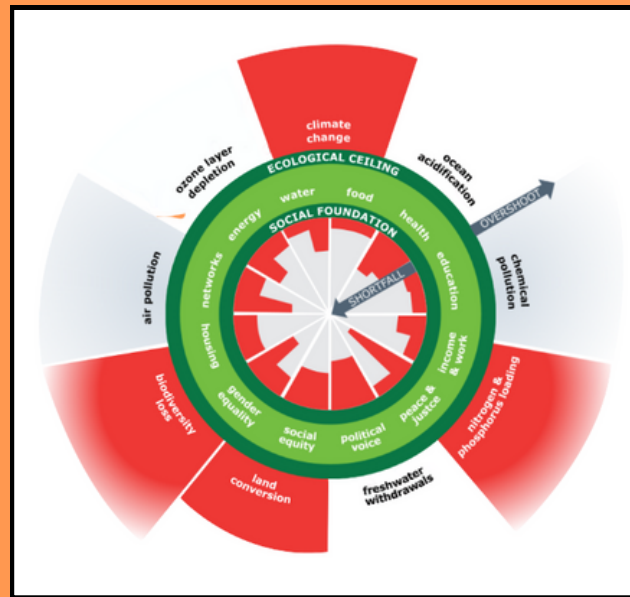 climate
change
ozone layer
depletion
ocean
acidification
ECOLOGICAL CEILING
OVERSHOOT
water
food
energy
health
SOCIAL FOUNDATION
SHORTFALL
networks
education
air pollution
chemical
pollution
housing
income
& work
gender
equality
peace &
justce
social
equity
political
voice
biodiversity
loss
nitrogen &
phosphorus loading
land
conversion
freshwater
withdrawals